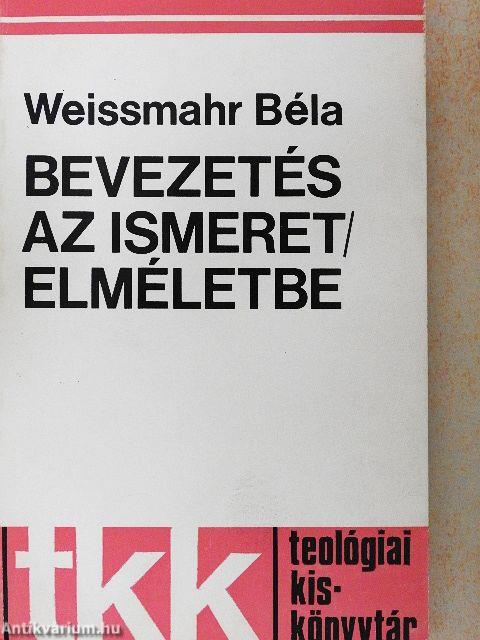 Weissmahr Béla
BEVEZETÉS
AZ ISMERET/
ELMÉLETBE
tkk
teológiai
kis-
könyvtár
Antikvarium.hu